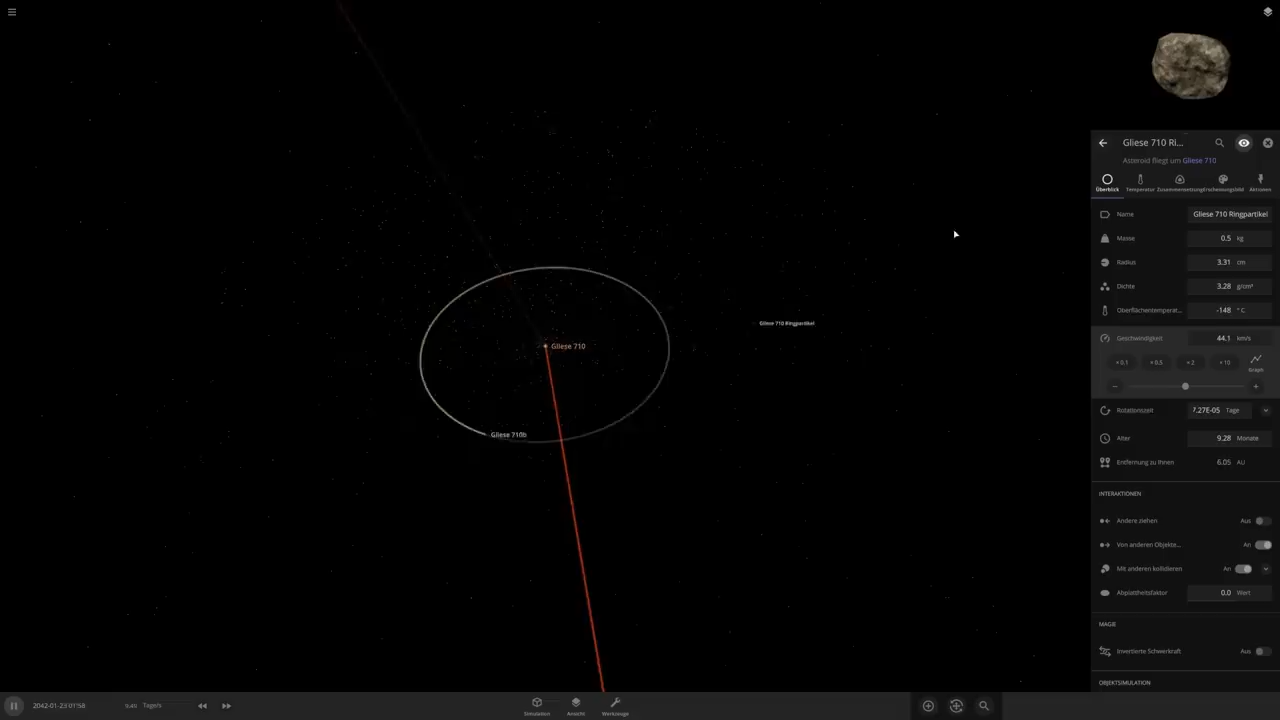 Gliese 710 Ri...
Asteroid fliegt um Gliese 710
Überblick Temperatur Zusammensetzung Erscheinungsbild Aktionen
Name Gliese 710 Ringpartikel
Masse 0.5 kg
Radius 3.31 cm
Dichte 3.28 g/cm³
Oberflächentemperat... -148 °C
Gliese 710 Ringpartikel
Geschwindigkeit 44.1 km/s
Gliese 710
÷ 0.1 × 0.5 × 2 × 10 Graph
Rotationszeit 7.27E-05 Tage
Gliese 710b
Alter 9.28 Monate
Entfernung zu Ihnen 6.05 AU
INTERAKTIONEN
Andere ziehen Aus
Von anderen Objekte... An
Mit anderen kollidieren An
Abplattheitsfaktor 0.0 Wert
MAGIE
Invertierte Schwerkraft Aus
OBJEKTSIMULATION
2042-01-23 01:58 9.40 Tage/s
Simulation Ansicht Werkzeuge